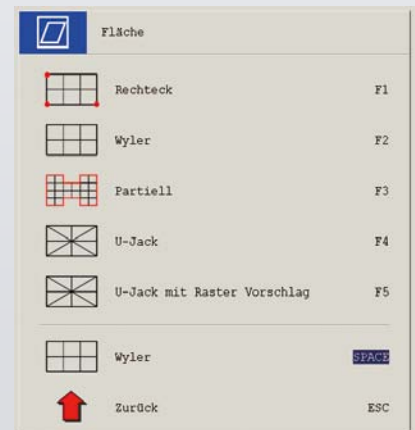 Fläche
Rechteck F1
Wyler F2
Partiell F3
U-Jack F4
U-Jack mit Raster Vorschlag F5
Wyler SPACE
Zurück ESC